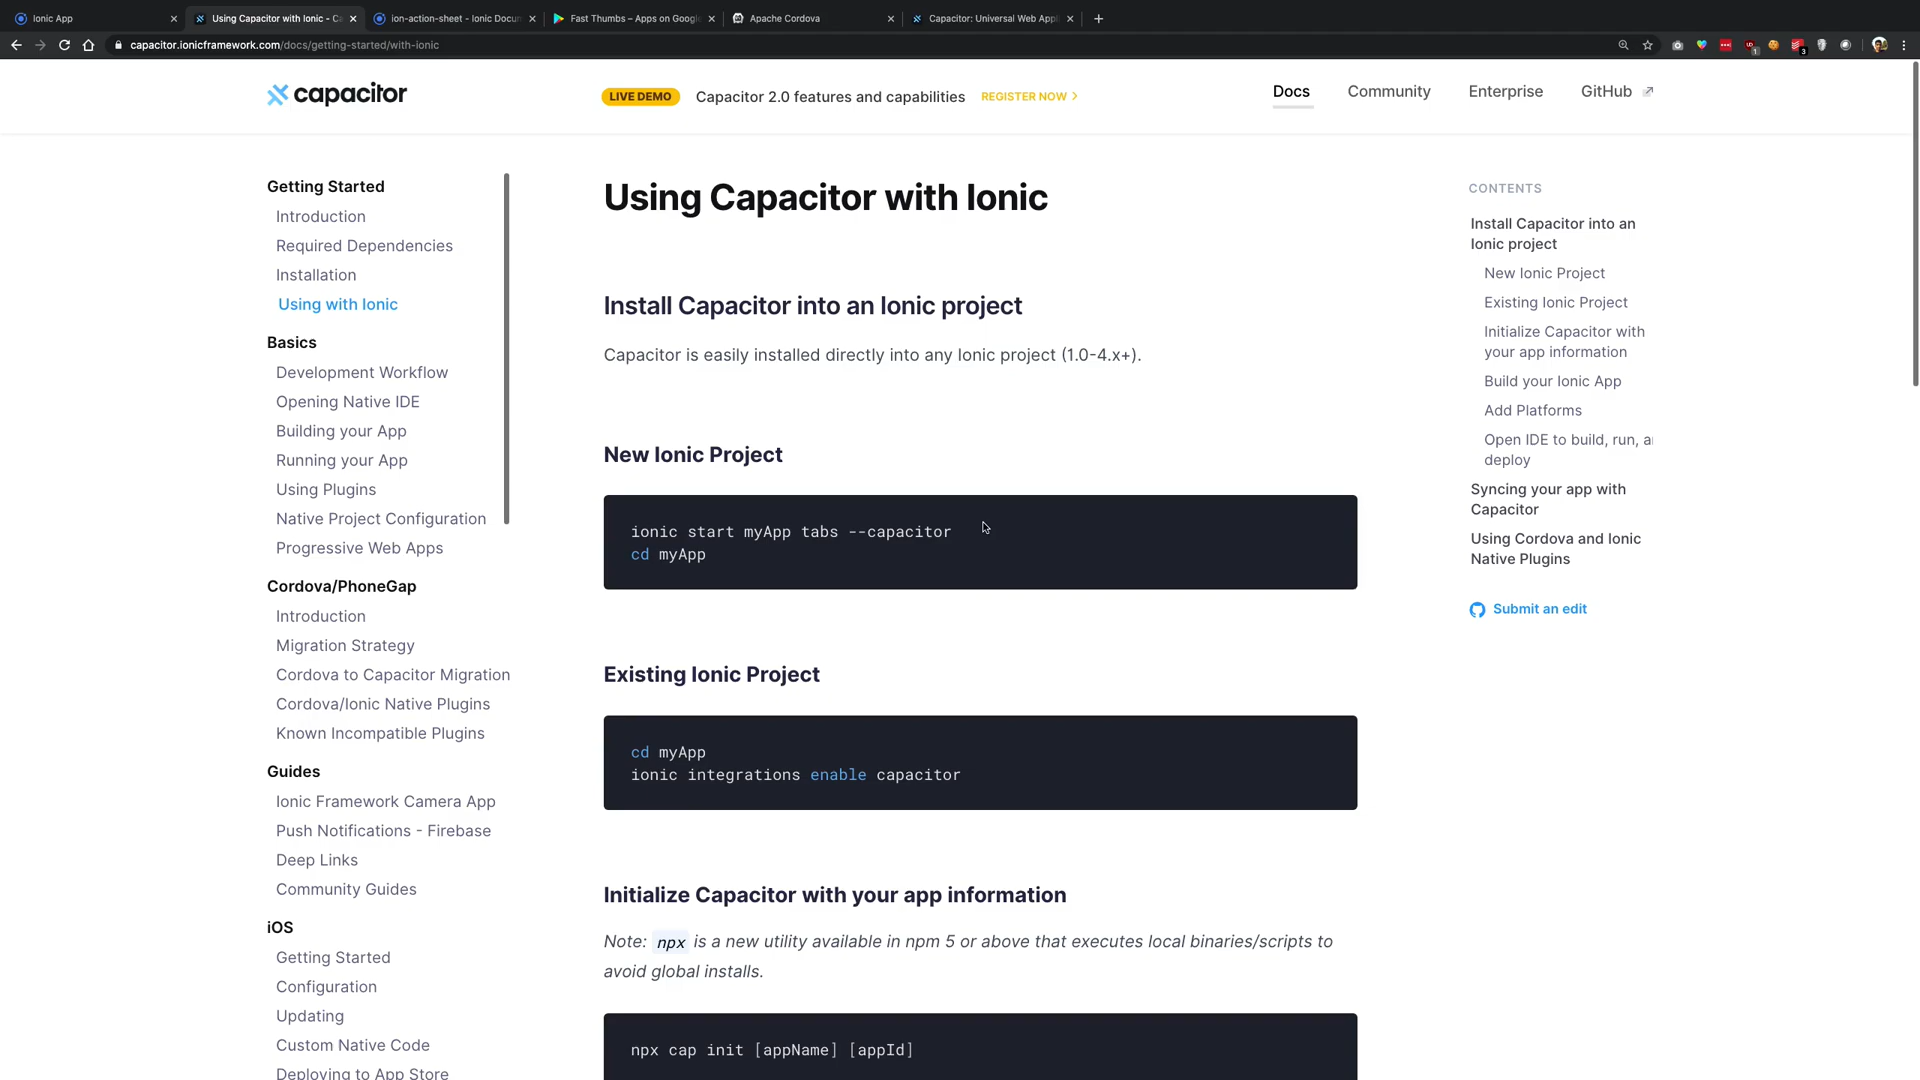 Ionic App
Using Capacitor with Ionic - Ca
ion-action-sheet - Ionic Docum
Fast Thumbs – Apps on Google
Apache Cordova
Capacitor: Universal Web Appl
capacitor.ionicframework.com/docs/getting-started/with-ionic
capacitor
LIVE DEMO
Capacitor 2.0 features and capabilities
REGISTER NOW
Docs
Community
Enterprise
GitHub
Getting Started
Introduction
Required Dependencies
Installation
Using with Ionic
Basics
Development Workflow
Opening Native IDE
Building your App
Running your App
Using Plugins
Native Project Configuration
Progressive Web Apps
Cordova/PhoneGap
Introduction
Migration Strategy
Cordova to Capacitor Migration
Cordova/Ionic Native Plugins
Known Incompatible Plugins
Guides
Ionic Framework Camera App
Push Notifications - Firebase
Deep Links
Community Guides
iOS
Getting Started
Configuration
Updating
Custom Native Code
Deploying to App Store
Using Capacitor with Ionic
Install Capacitor into an Ionic project
Capacitor is easily installed directly into any Ionic project (1.0-4.x+).
New Ionic Project
ionic start myApp tabs --capacitor
cd myApp
Existing Ionic Project
cd myApp
ionic integrations enable capacitor
Initialize Capacitor with your app information
Note: npx is a new utility available in npm 5 or above that executes local binaries/scripts to
avoid global installs.
npx cap init [appName] [appId]
CONTENTS
Install Capacitor into an
Ionic project
New Ionic Project
Existing Ionic Project
Initialize Capacitor with
your app information
Build your Ionic App
Add Platforms
Open IDE to build, run, a
deploy
Syncing your app with
Capacitor
Using Cordova and Ionic
Native Plugins
Submit an edit